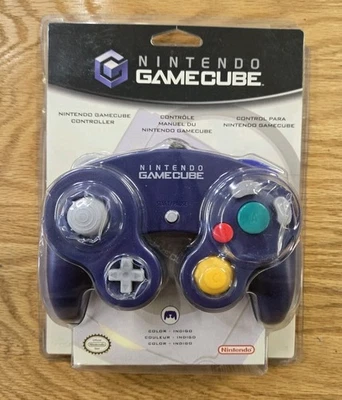 NINTENDO
GAMECUBE
NINTENDO GAMECUBE
CONTROLLER
CONTRÔLE
MANUEL DU
NINTENDO GAMECUBE
CONTROL PARA
NINTENDO GAMECUBE
NINTENDO
GAMECUBE
COLOR - INDIGO
COULEUR - INDIGO
COLOR - INDIGO
Nintendo